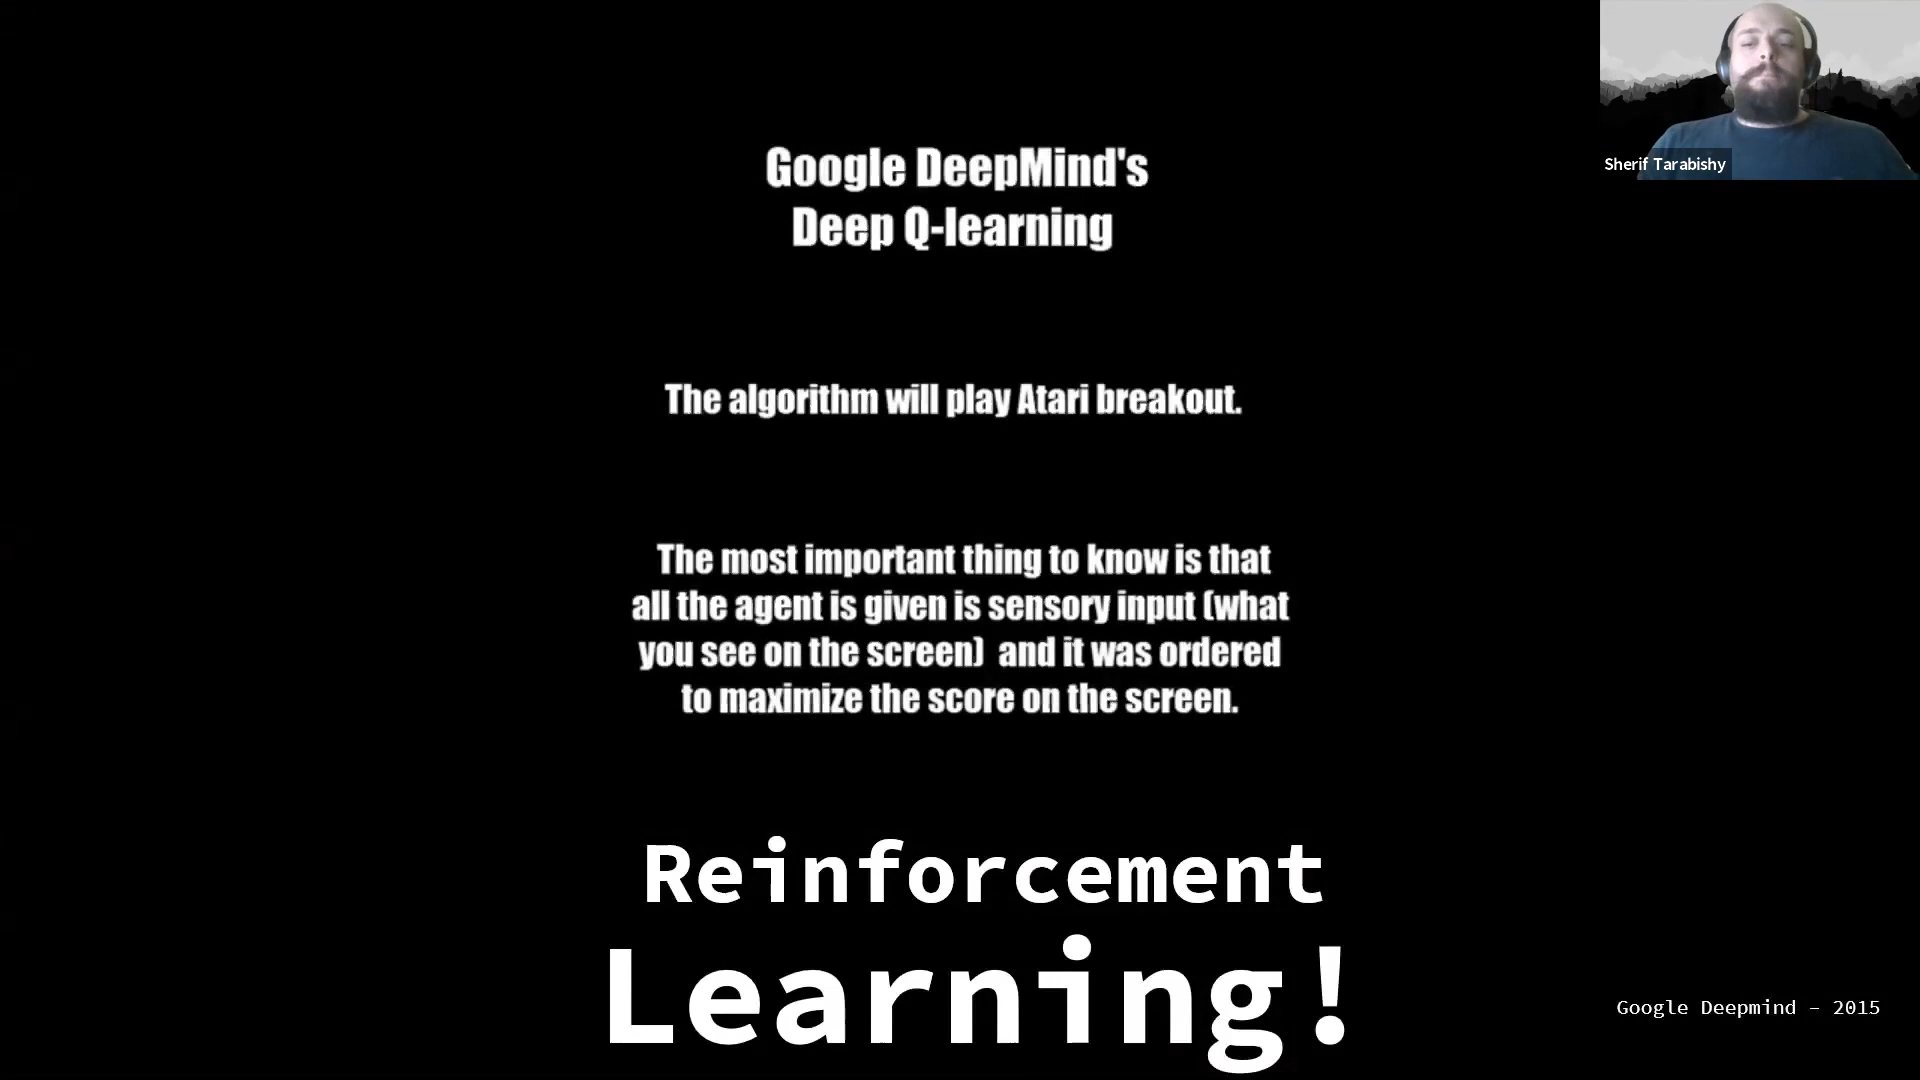 Google DeepMind's
Deep Q-learning
The algorithm will play Atari breakout.
The most important thing to know is that
all the agent is given is sensory input (what
you see on the screen)  and it was ordered
to maximize the score on the screen.
Reinforcement
Learning!
Google Deepmind – 2015
Sherif Tarabishy